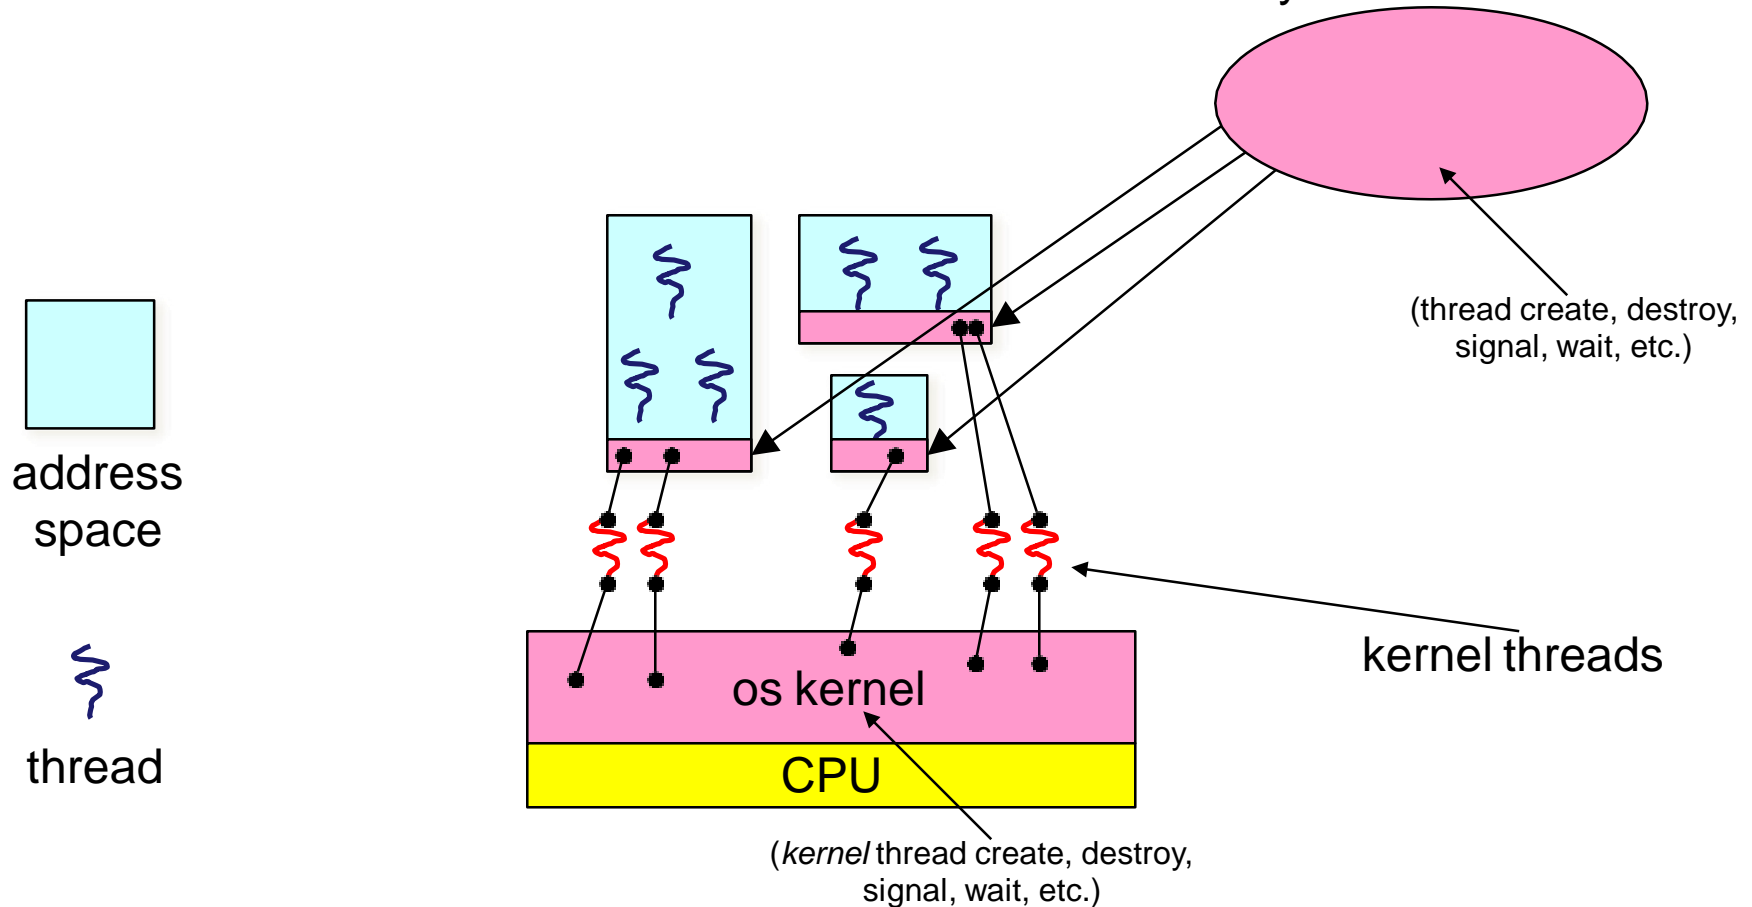 (thread create, destroy,
signal, wait, etc.)
address
space
kernel threads
os kernel
thread
CPU
(kernel thread create, destroy,
signal, wait, etc.)